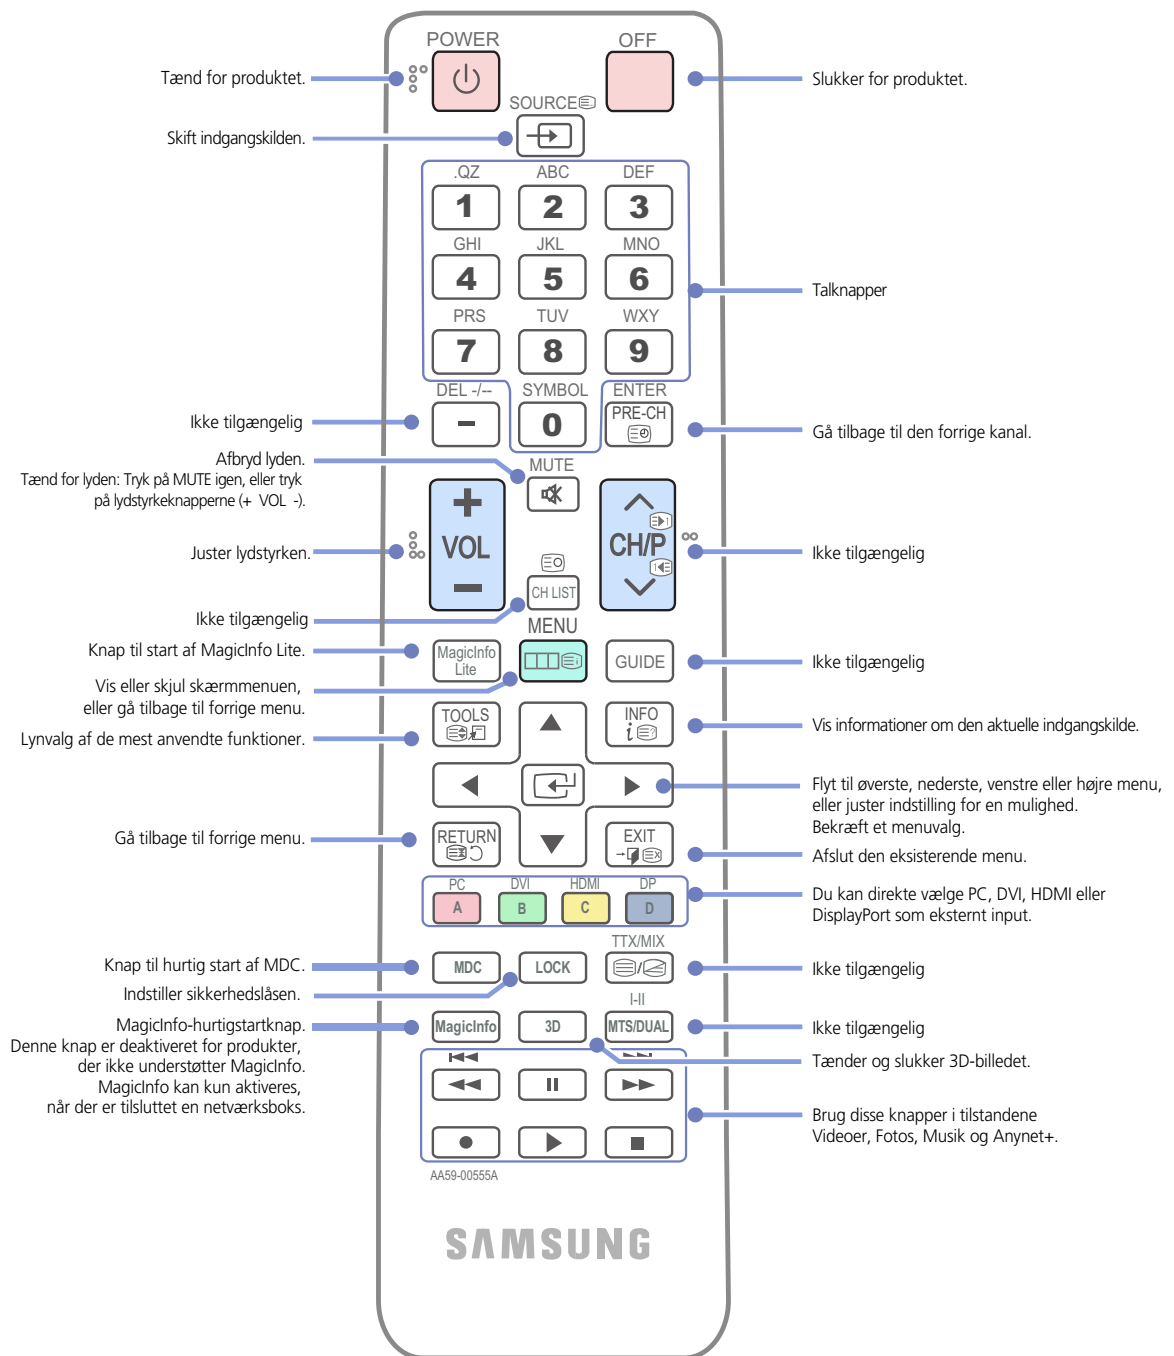 POWER
OFF
Tænd for produktet.
Slukker for produktet.
SOURCE
Skift indgangskilden.
.QZ ABC DEF
1 2 3
GHI JKL MNO
4 5 6
Talknapper
PRS TUV WXY
7 8 9
DEL -/-- SYMBOL ENTER
- 0 PRE-CH
Ikke tilgængelig
Gå tilbage til den forrige kanal.
Afbryd lyden.
Tænd for lyden: Tryk på MUTE igen, eller tryk
på lydstyrkeknapperne (+ VOL -).
MUTE
+
VOL
−
CH/P
Juster lydstyrken.
Ikke tilgængelig
CH LIST
Ikke tilgængelig
MENU
Knap til start af MagicInfo Lite.
MagicInfo
Lite
GUIDE
Ikke tilgængelig
Vis eller skjul skærmmenuen,
eller gå tilbage til forrige menu.
TOOLS
INFO
Vis informationer om den aktuelle indgangskilde.
Lynvalg af de mest anvendte funktioner.
Flyt til øverste, nederste, venstre eller højre menu,
eller juster indstilling for en mulighed.
Bekræft et menuvalg.
Gå tilbage til forrige menu.
RETURN
EXIT
Afslut den eksisterende menu.
PC DVI HDMI DP
A B C D
Du kan direkte vælge PC, DVI, HDMI eller
DisplayPort som eksternt input.
TTX/MIX
Knap til hurtig start af MDC.
MDC LOCK
Ikke tilgængelig
Indstiller sikkerhedslåsen.
I-II
MagicInfo-hurtigstartknap.
Denne knap er deaktiveret for produkter,
der ikke understøtter MagicInfo.
MagicInfo kan kun aktiveres,
når der er tilsluttet en netværksboks.
MagicInfo 3D MTS/DUAL
Ikke tilgængelig
Tænder og slukker 3D-billedet.
Brug disse knapper i tilstandene
Videoer, Fotos, Musik og Anynet+.
AA59-00555A
SAMSUNG